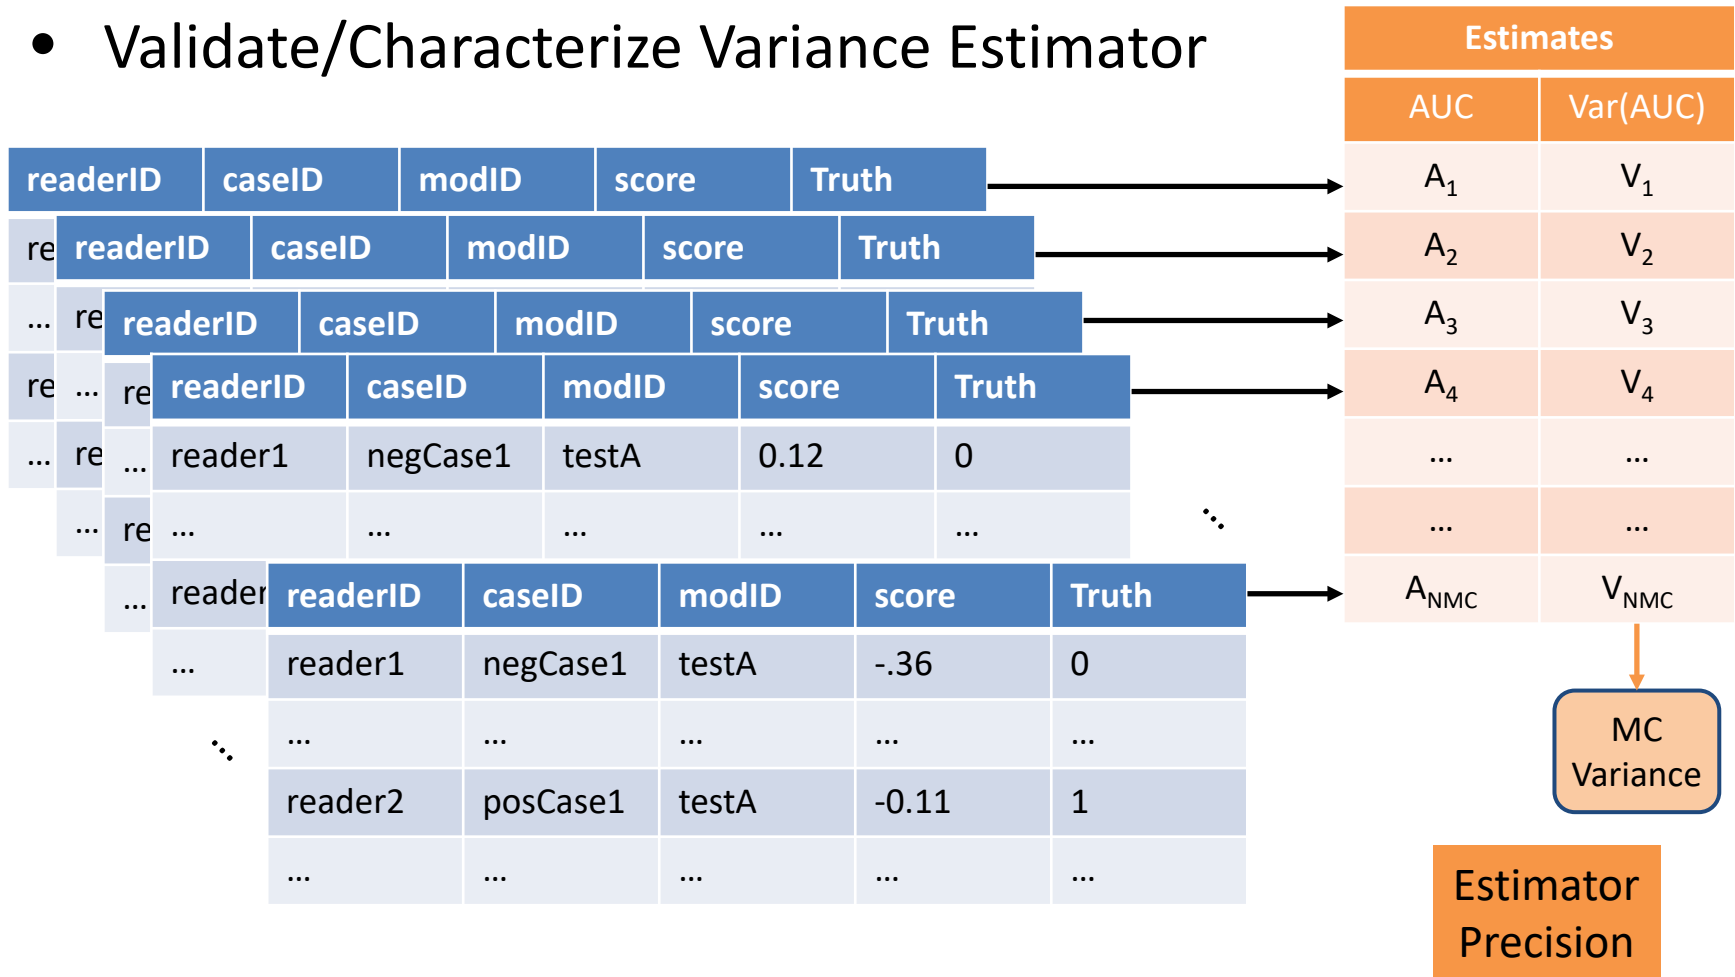 • Validate/Characterize Variance Estimator
Estimates
AUC Var(AUC)
readerID caseID modID score Truth
A1 V1
re readerID caseID modID score Truth
A2 V2
... re readerID caseID modID score Truth
A3 V3
re ... re readerID caseID modID score Truth
A4 V4
... re ... reader1 negCase1 testA 0.12 0
... ...
... re ... ... ... ... ...
... ...
... reader readerID caseID modID score Truth
ANMC VNMC
... reader1 negCase1 testA -.36 0
... ... ... ... ...
reader2 posCase1 testA -0.11 1
... ... ... ... ...
MC
Variance
Estimator
Precision